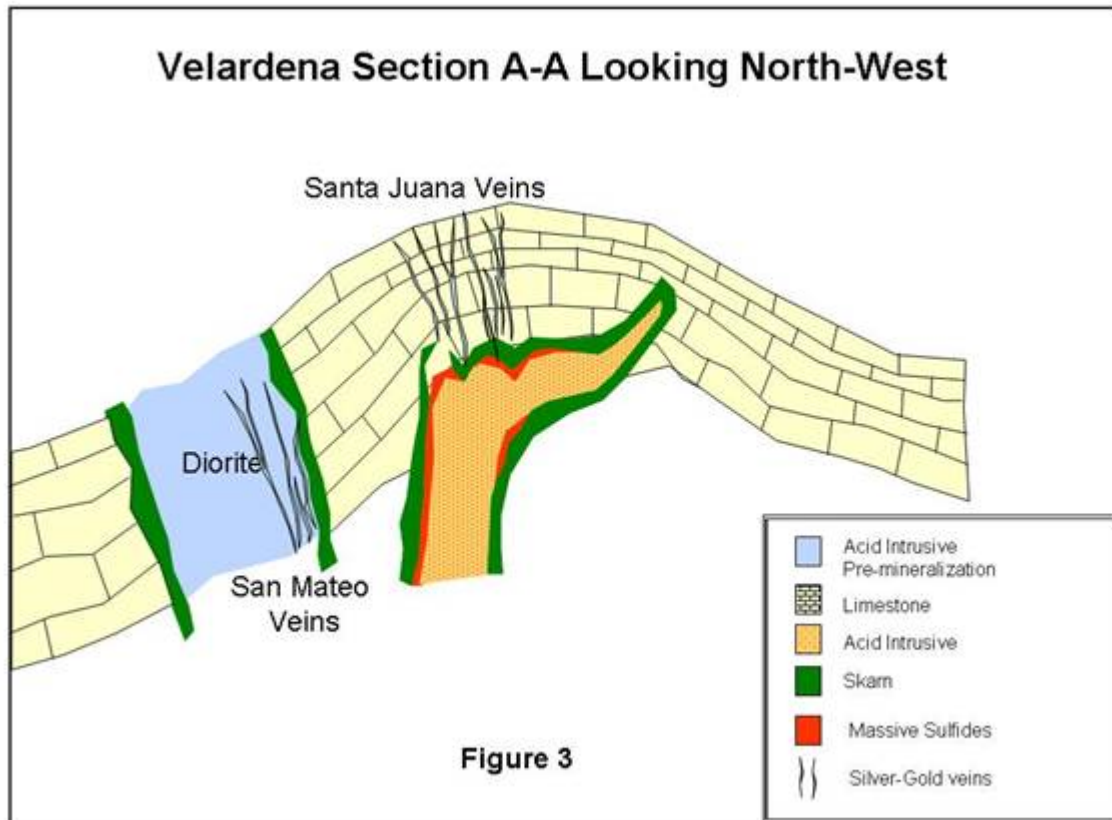 Velardena Section A-A Looking North-West
Santa Juana Veins
Diorite
San Mateo
Veins
Figure 3
Acid Intrusive
Pre-mineralization
Limestone
Acid Intrusive
Skarn
Massive Sulfides
Silver-Gold veins